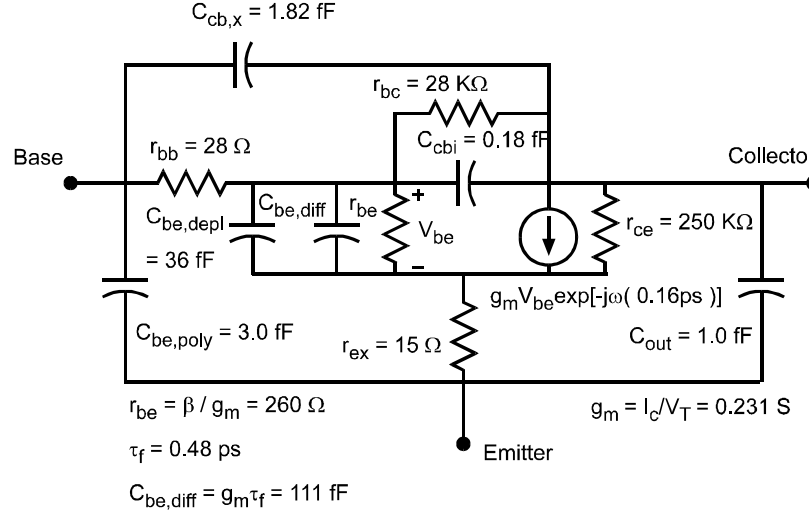 C_cb,x = 1.82 fF
r_bc = 28 KΩ
C_cbi = 0.18 fF
Base
r_bb = 28 Ω
Collecto
C_be,depl
= 36 fF
C_be,diff
r_be
+
V_be
−
r_ce = 250 KΩ
g_mV_beexp[-jω( 0.16ps )]
C_be,poly = 3.0 fF
r_ex = 15 Ω
C_out = 1.0 fF
r_be = β / g_m = 260 Ω
g_m = I_c/V_T = 0.231 S
τ_f = 0.48 ps
Emitter
C_be,diff = g_mτ_f = 111 fF